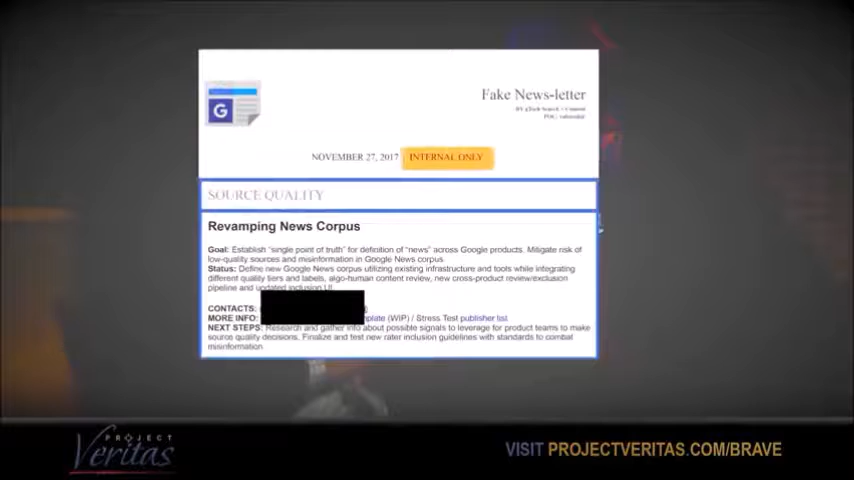 Fake News-letter
BY gTech Search + Content
NOVEMBER 27, 2017 INTERNAL ONLY
SOURCE QUALITY
Revamping News Corpus
Goal: Establish "single point of truth" for definition of "news" across Google products. Mitigate risk of
low-quality sources and misinformation in Google News corpus
Status: Define new Google News corpus utilizing existing infrastructure and tools while integrating
different quality tiers and labels, algo-human content review, new cross-product review/exclusion
pipeline and updated inclusion UI.
CONTACTS:
MORE INFO: plate (WIP) / Stress Test publisher list
NEXT STEPS: Research and gather info about possible signals to leverage for product teams to make
source quality decisions. Finalize and test new rater inclusion guidelines with standards to combat
misinformation
PROJECT
Veritas
VISIT PROJECTVERITAS.COM/BRAVE